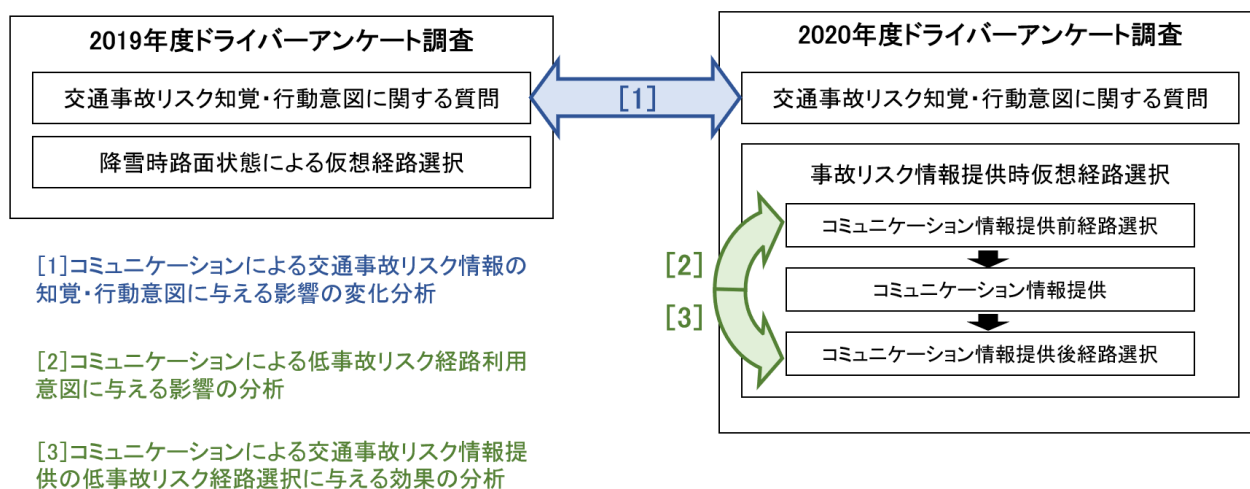 2019年度ドライバーアンケート調査
交通事故リスク知覚・行動意図に関する質問
降雪時路面状態による仮想経路選択
[1]
2020年度ドライバーアンケート調査
交通事故リスク知覚・行動意図に関する質問
事故リスク情報提供時仮想経路選択
コミュニケーション情報提供前経路選択
コミュニケーション情報提供
コミュニケーション情報提供後経路選択
[2]
[3]
[1]コミュニケーションによる交通事故リスク情報の
知覚・行動意図に与える影響の変化分析
[2]コミュニケーションによる低事故リスク経路利用
意図に与える影響の分析
[3]コミュニケーションによる交通事故リスク情報提
供の低事故リスク経路選択に与える効果の分析